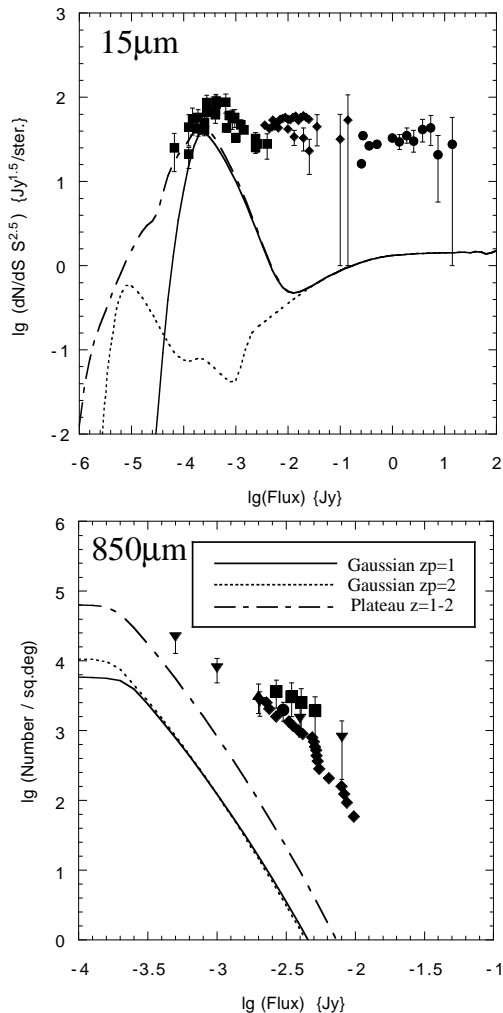 15μm
lg (dN/dS S^2.5) {Jy^1.5/ster.}
3
2
1
0
-1
-2
-6 -5 -4 -3 -2 -1 0 1 2
lg(Flux) {Jy}
850μm
Gaussian zp=1
Gaussian zp=2
Plateau z=1-2
lg (Number / sq.deg)
6
5
4
3
2
1
0
-4 -3.5 -3 -2.5 -2 -1.5 -1
lg (Flux) {Jy}